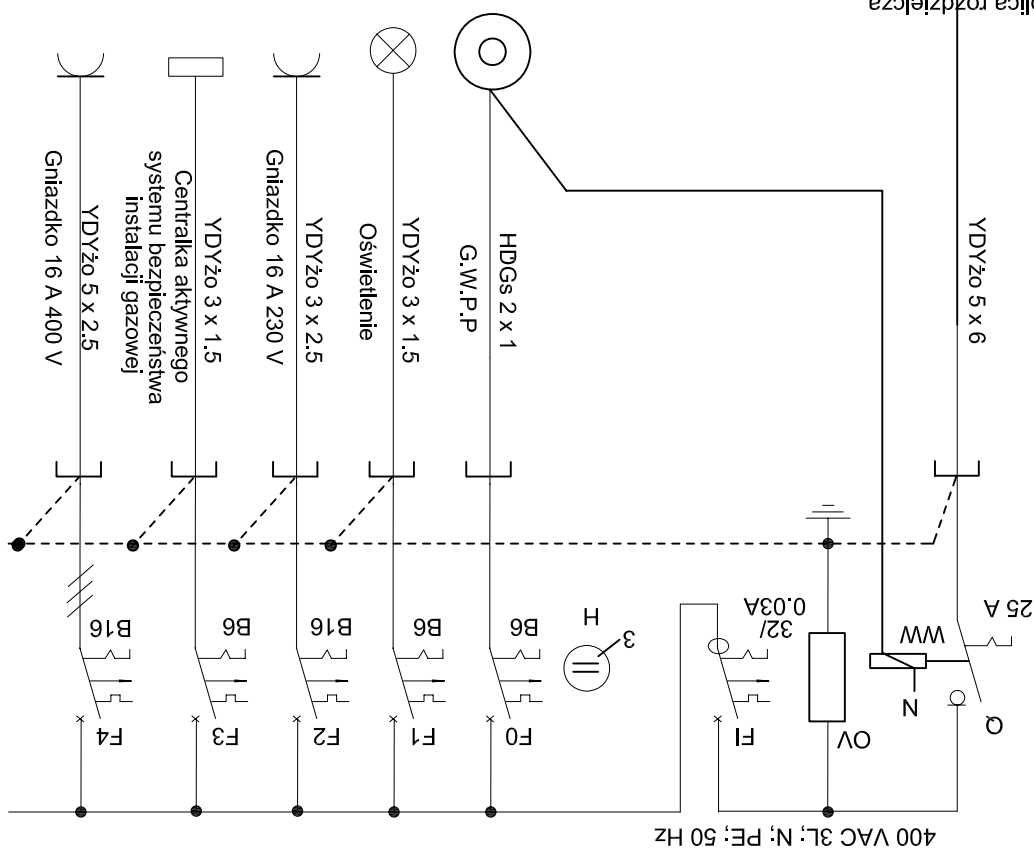 400 VAC 3L; N; PE; 50 Hz
Q
N
WW
25 A
OV
FI
32/
0.03A
3
H
F0
F1
F2
F3
F4
B6
B6
B16
B6
B16
YDYżo 5 x 6
HDGs 2 x 1
G.W.P.P
YDYżo 3 x 1.5
Oświetlenie
YDYżo 3 x 2.5
Gniazdko 16 A 230 V
YDYżo 3 x 1.5
Centralka aktywnego
systemu bezpieczeństwa
instalacji gazowej
YDYżo 5 x 2.5
Gniazdko 16 A 400 V
rozdzielcza